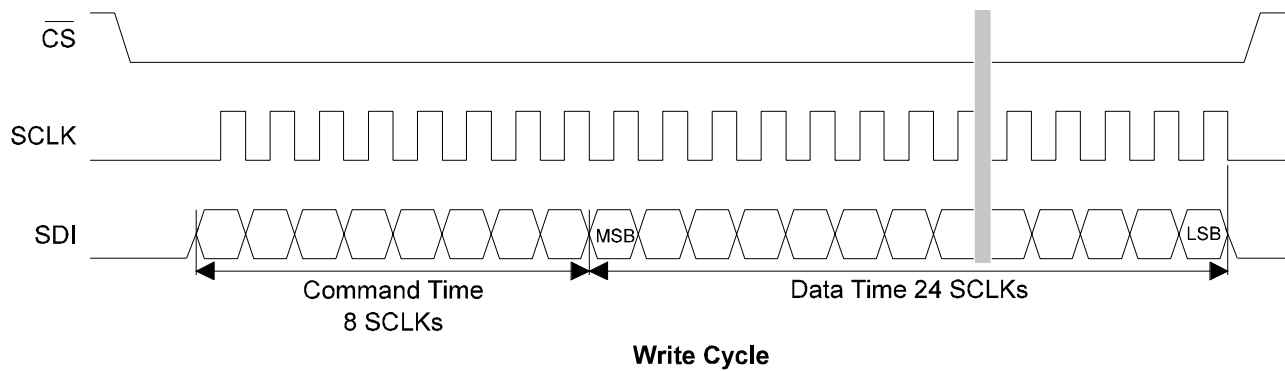 CS
SCLK
SDI
MSB
LSB
Command Time
8 SCLKs
Data Time 24 SCLKs
Write Cycle